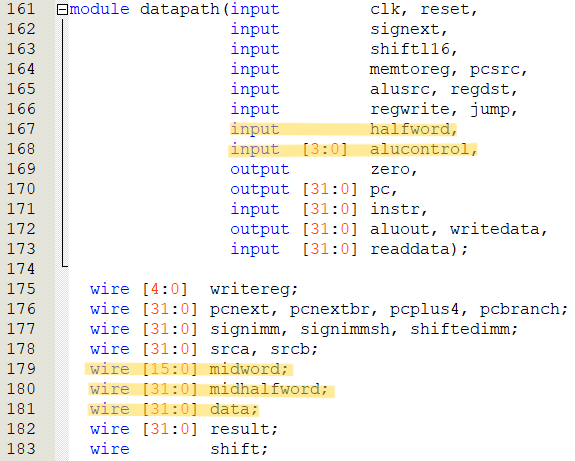 161 module datapath(input clk, reset,
162 input signext,
163 input shiftl16,
164 input memtoreg, pcsrc,
165 input alusrc, regdst,
166 input regwrite, jump,
167 input halfword,
168 input [3:0] alucontrol,
169 output zero,
170 output [31:0] pc,
171 input [31:0] instr,
172 output [31:0] aluout, writedata,
173 input [31:0] readdata);
174
175 wire [4:0] writereg;
176 wire [31:0] pcnext, pcnextbr, pcplus4, pcbranch;
177 wire [31:0] signimm, signimmsh, shiftedimm;
178 wire [31:0] srca, srcb;
179 wire [15:0] midword;
180 wire [31:0] midhalfword;
181 wire [31:0] data;
182 wire [31:0] result;
183 wire shift;